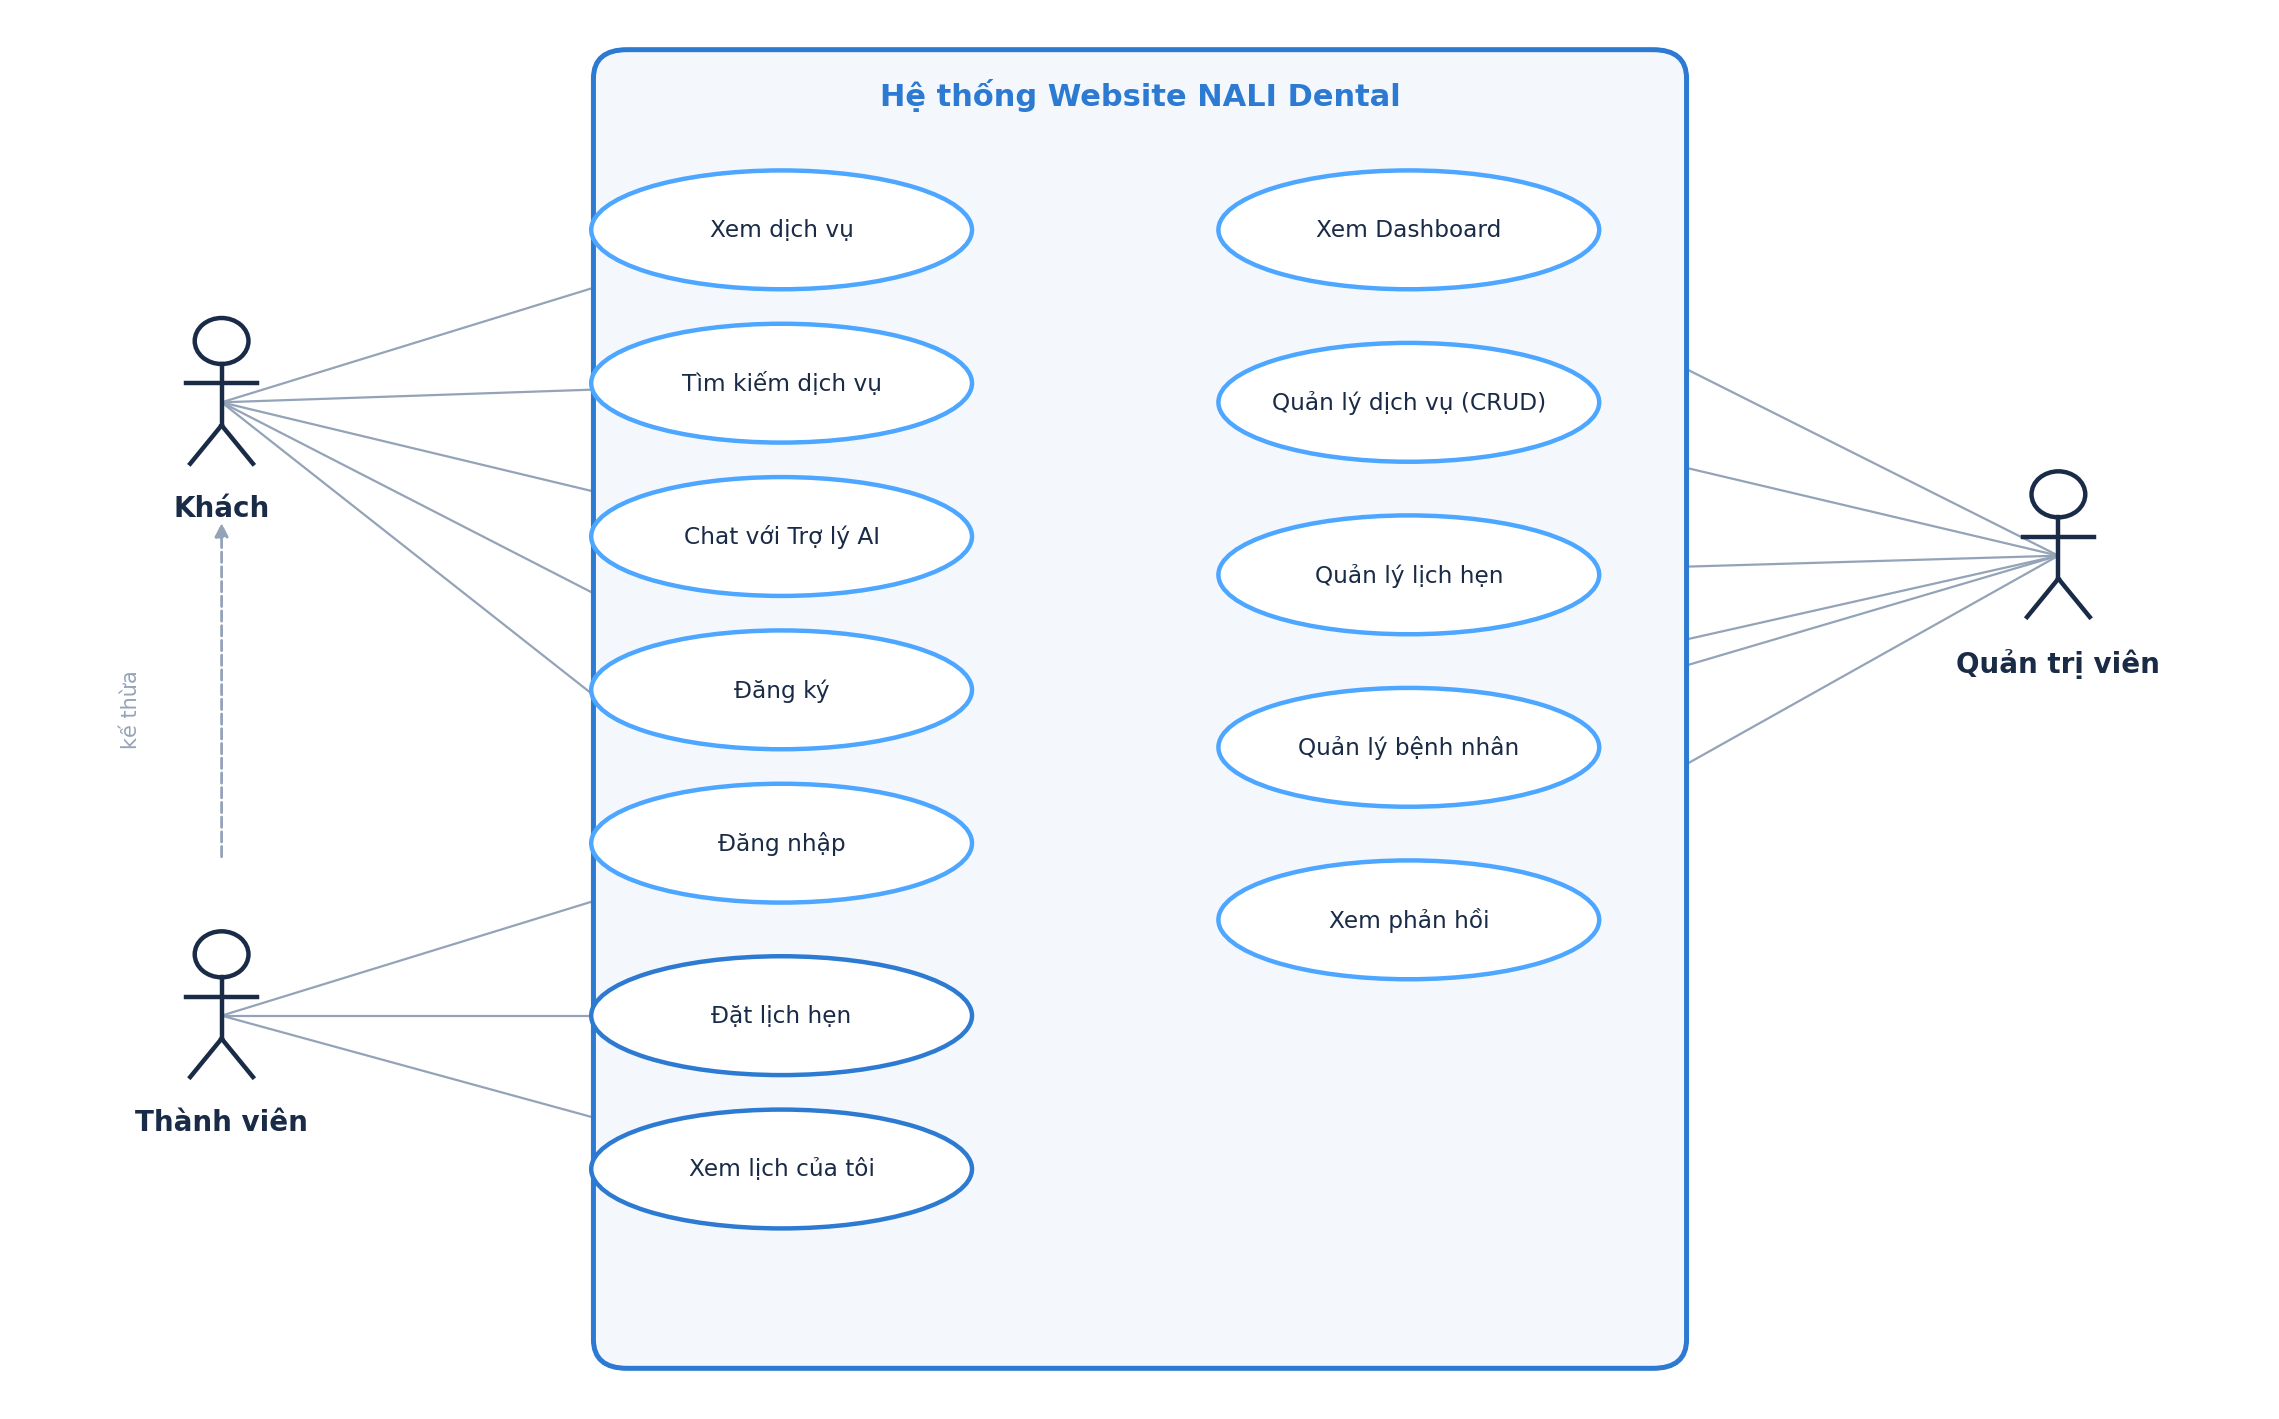 Hệ thống Website NALI Dental
Xem dịch vụ
Tìm kiếm dịch vụ
Chat với Trợ lý AI
Đăng ký
Đăng nhập
Đặt lịch hẹn
Xem lịch của tôi
Xem Dashboard
Quản lý dịch vụ (CRUD)
Quản lý lịch hẹn
Quản lý bệnh nhân
Xem phản hồi
Khách
kế thừa
Thành viên
Quản trị viên